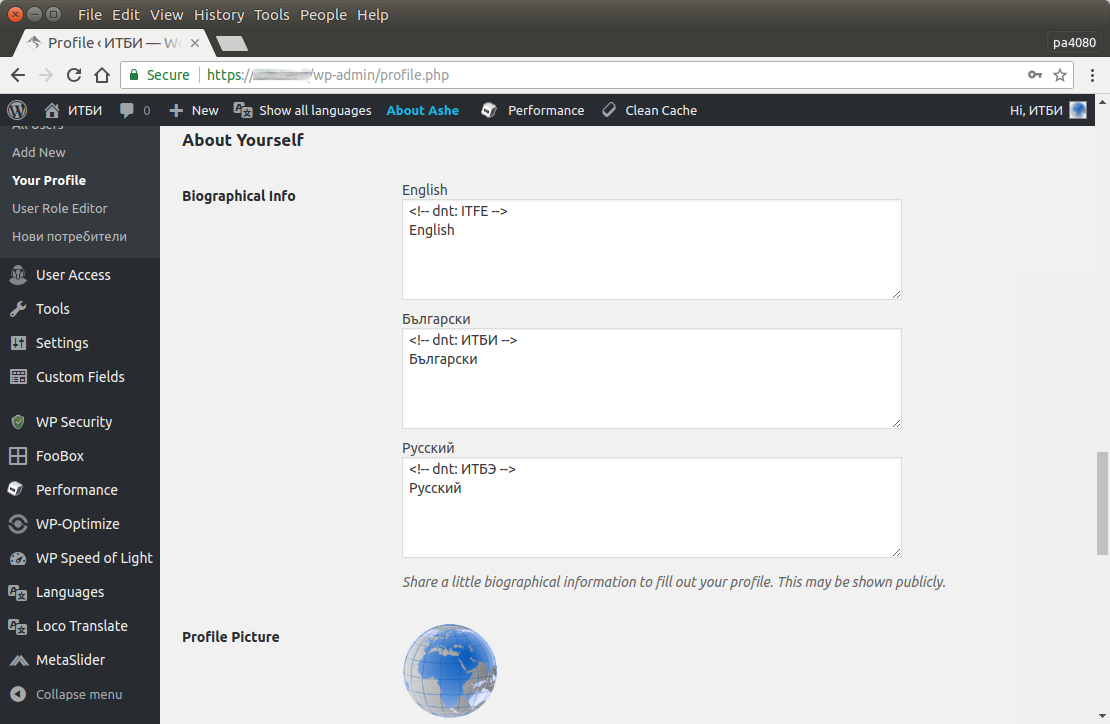 File Edit View History Tools People Help
Profile ‹ ИТБИ — W
pa4080
Secure https:// /wp-admin/profile.php
ИТБИ 0 New Show all languages About Ashe Performance Clean Cache Hi, ИТБИ
All Users
Add New
Your Profile
User Role Editor
Нови потребители
User Access
Tools
Settings
Custom Fields
WP Security
FooBox
Performance
WP-Optimize
WP Speed of Light
Languages
Loco Translate
MetaSlider
Collapse menu
About Yourself
Biographical Info
English
<!-- dnt: ITFE -->
English
Български
<!-- dnt: ИТБИ -->
Български
Русский
<!-- dnt: ИТБЭ -->
Русский
Share a little biographical information to fill out your profile. This may be shown publicly.
Profile Picture